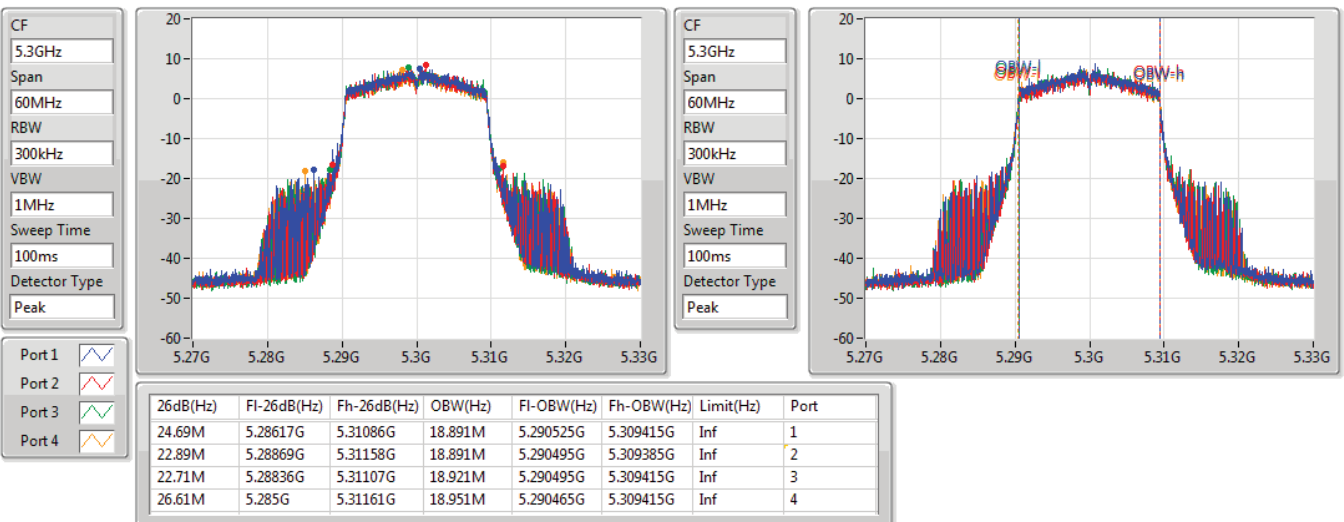 CF
5.3GHz
Span
60MHz
RBW
300kHz
VBW
1MHz
Sweep Time
100ms
Detector Type
Peak
20
10
0
-10
-20
-30
-40
-50
-60
5.27G 5.28G 5.29G 5.3G 5.31G 5.32G 5.33G
CF
5.3GHz
Span
60MHz
RBW
300kHz
VBW
1MHz
Sweep Time
100ms
Detector Type
Peak
20
10
0
-10
-20
-30
-40
-50
-60
OBW-l OBW-h
5.27G 5.28G 5.29G 5.3G 5.31G 5.32G 5.33G
Port 1
Port 2
Port 3
Port 4
26dB(Hz) Fl-26dB(Hz) Fh-26dB(Hz) OBW(Hz) Fl-OBW(Hz) Fh-OBW(Hz) Limit(Hz) Port
24.69M 5.28617G 5.31086G 18.891M 5.290525G 5.309415G Inf 1
22.89M 5.28869G 5.31158G 18.891M 5.290495G 5.309385G Inf 2
22.71M 5.28836G 5.31107G 18.921M 5.290495G 5.309415G Inf 3
26.61M 5.285G 5.31161G 18.951M 5.290465G 5.309415G Inf 4